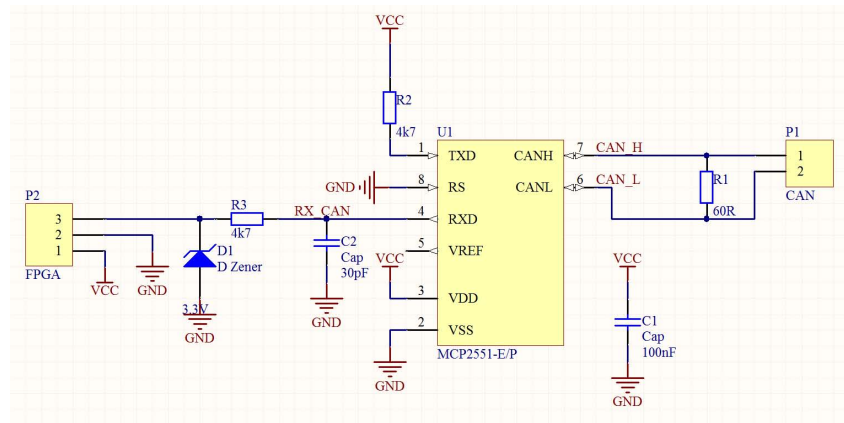 VCC
R2
4k7
U1
1 TXD
CANH 7 CAN_H
P1
1
2
CAN
GND 8 RS
CANL 6 CAN_L
R1
60R
P2
3
2
1
FPGA
R3
4k7
RX_CAN 4 RXD
D1
D Zener
3.3V
GND
VCC
GND
C2
Cap
30pF
GND
5 VREF
VCC
3 VDD
2 VSS
GND
MCP2551-E/P
VCC
C1
Cap
100nF
GND